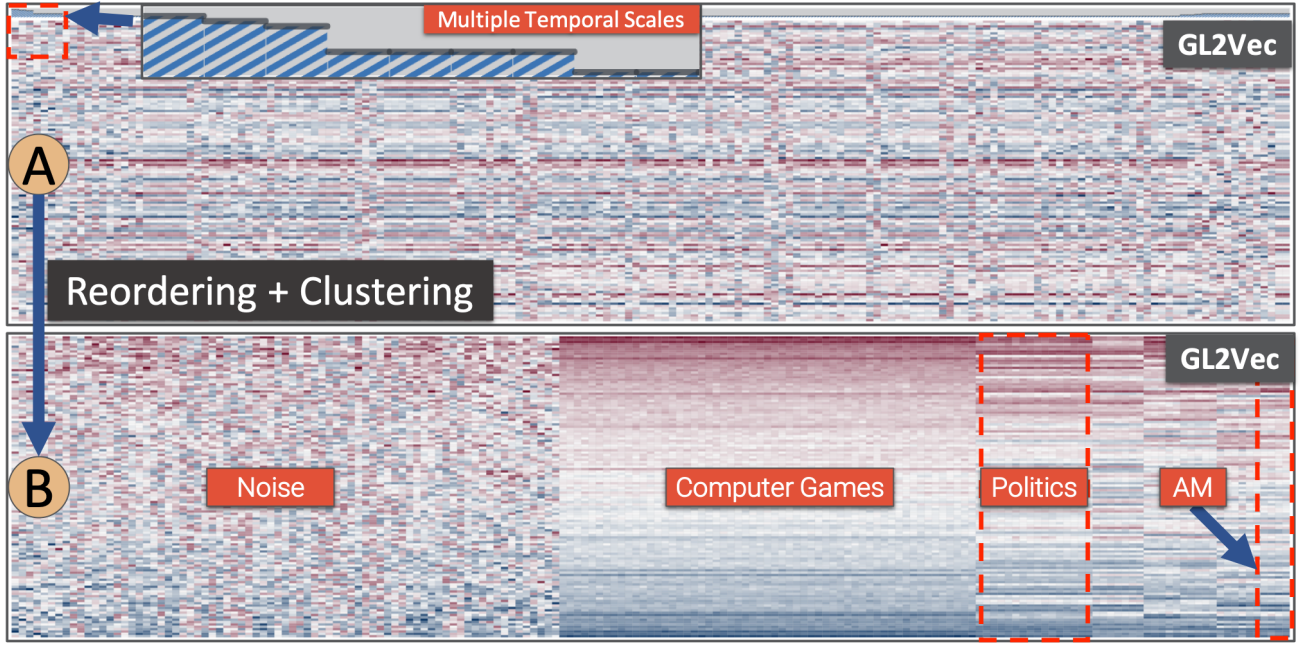 Multiple Temporal Scales
GL2Vec
A
Reordering + Clustering
GL2Vec
B
Noise
Computer Games
Politics
AM